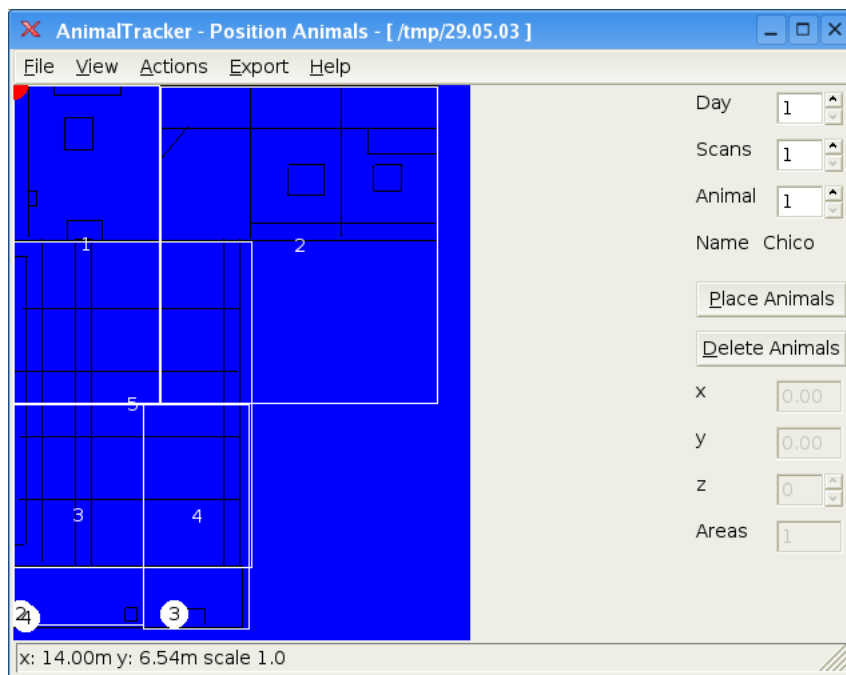 AnimalTracker - Position Animals - [ /tmp/29.05.03 ]
File View Actions Export Help
Day 1
Scans 1
Animal 1
Name Chico
Place Animals
Delete Animals
x 0.00
y 0.00
z 0
Areas 1
1
2
5
3
4
2
4
3
x: 14.00m y: 6.54m scale 1.0